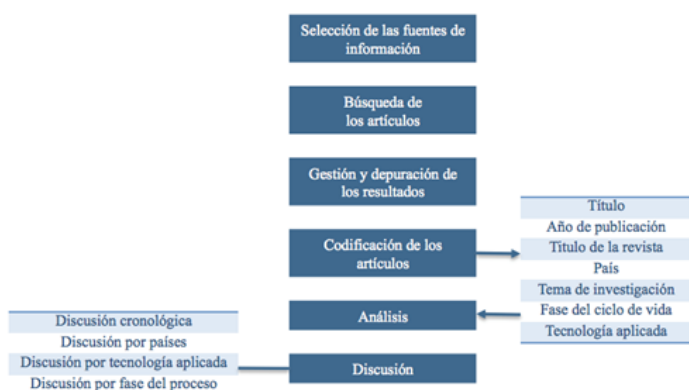 Selección de las fuentes de
información
Búsqueda de
los artículos
Gestión y depuración de
los resultados
Codificación de los
artículos
Análisis
Discusión
Título
Año de publicación
Título de la revista
País
Tema de investigación
Fase del ciclo de vida
Tecnología aplicada
Discusión cronológica
Discusión por países
Discusión por tecnología aplicada
Discusión por fase del proceso